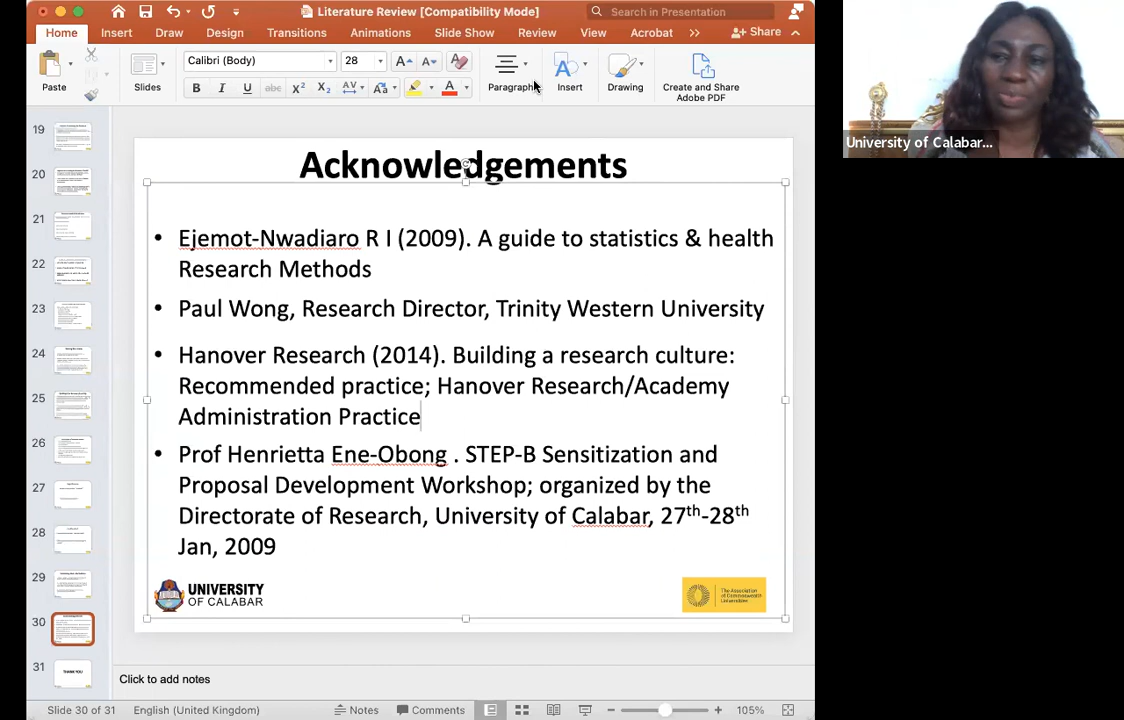 Literature Review [Compatibility Mode]
Search in Presentation
Home Insert Draw Design Transitions Animations Slide Show Review View Acrobat Share
Calibri (Body) 28
Paste Slides B I U abc X2 X2 AV Aa A Paragraph Insert Drawing Create and Share
Adobe PDF
University of Calabar...
19
20
21
22
23
24
25
26
27
28
29
30
31
THANK YOU
Acknowledgements
• Ejemot-Nwadiaro R I (2009). A guide to statistics & health
Research Methods
• Paul Wong, Research Director, Trinity Western University
• Hanover Research (2014). Building a research culture:
Recommended practice; Hanover Research/Academy
Administration Practice
• Prof Henrietta Ene-Obong . STEP-B Sensitization and
Proposal Development Workshop; organized by the
Directorate of Research, University of Calabar, 27th-28th
Jan, 2009
UNIVERSITY
OF CALABAR
The Association
of Commonwealth
Universities
Click to add notes
Slide 30 of 31 English (United Kingdom) Notes Comments 105%